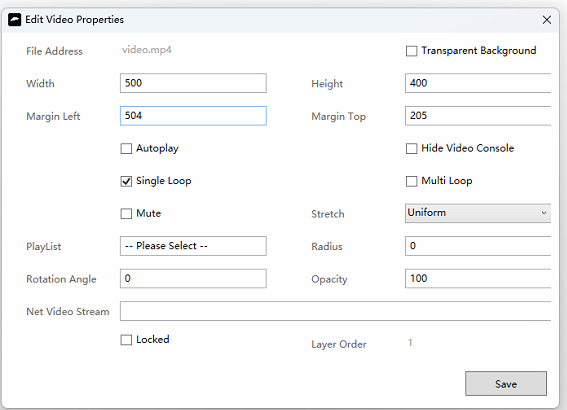 Edit Video Properties
File Address video.mp4 Transparent Background
Width 500 Height 400
Margin Left 504 Margin Top 205
Autoplay Hide Video Console
Single Loop Multi Loop
Mute Stretch Uniform
PlayList -- Please Select -- Radius 0
Rotation Angle 0 Opacity 100
Net Video Stream
Locked Layer Order 1
Save